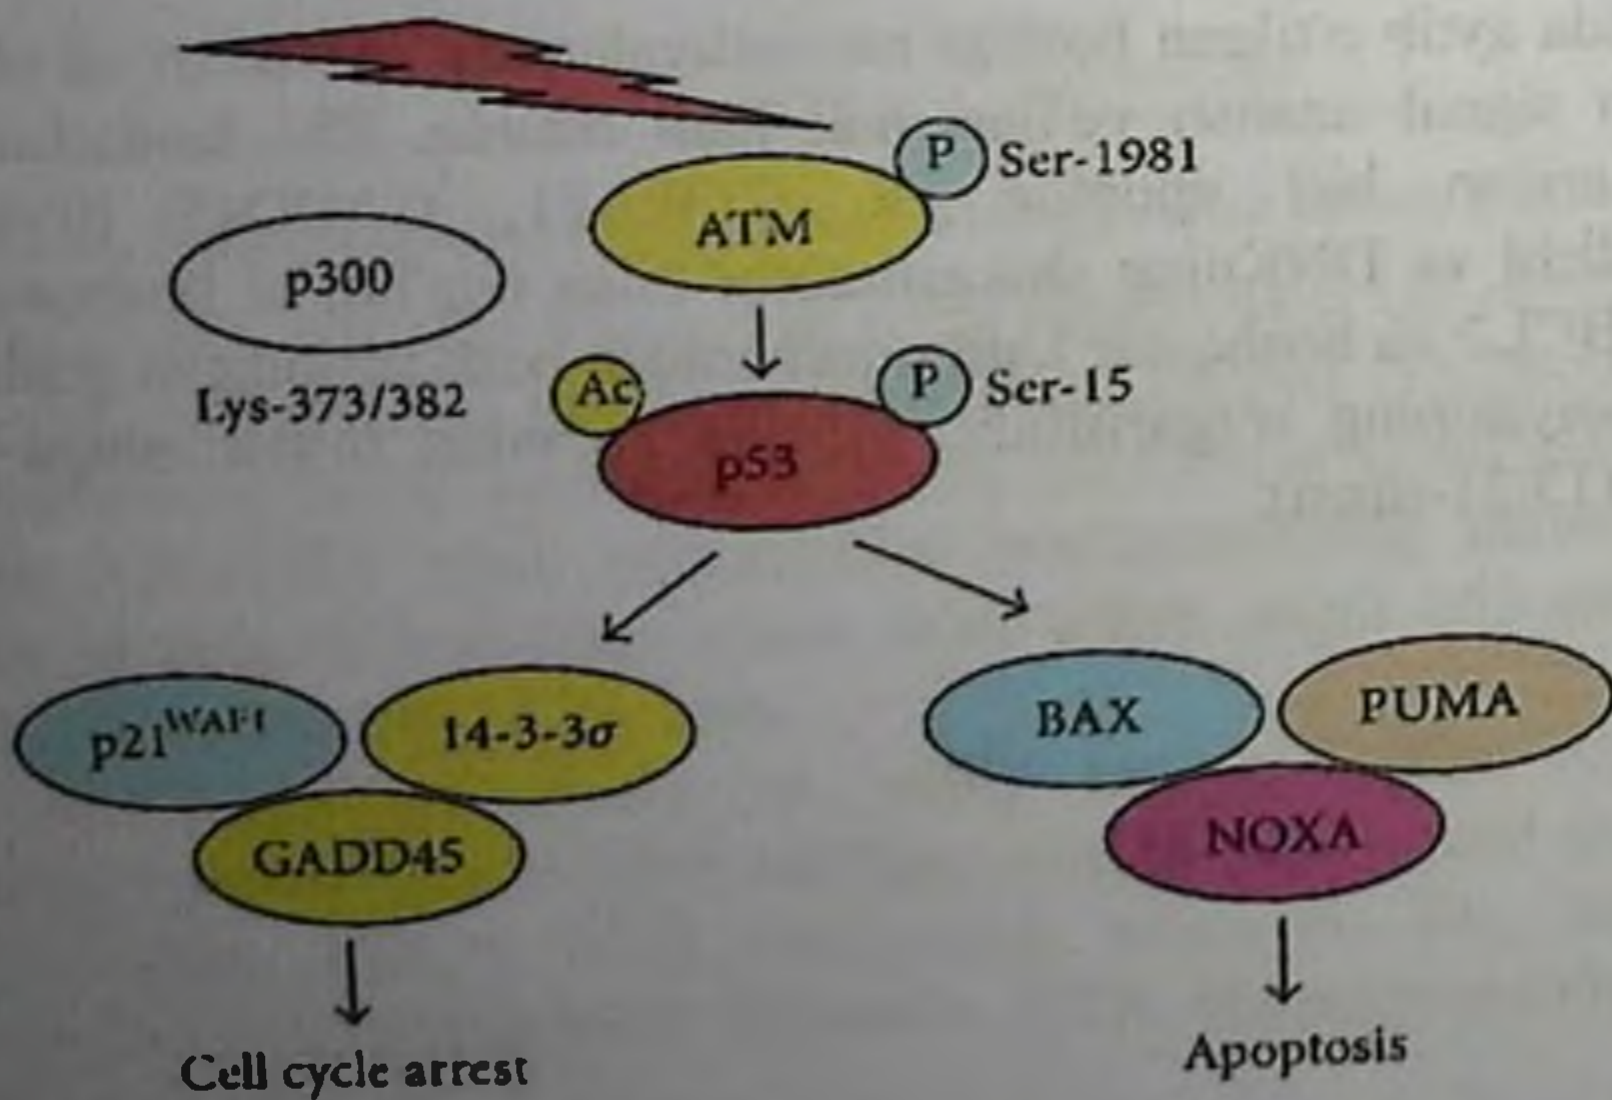 P Ser-1981
ATM
p300
Lys-373/382
Ac
P Ser-15
p53
p21WAF1
14-3-3σ
GADD45
BAX
PUMA
NOXA
Cell cycle arrest
Apoptosis